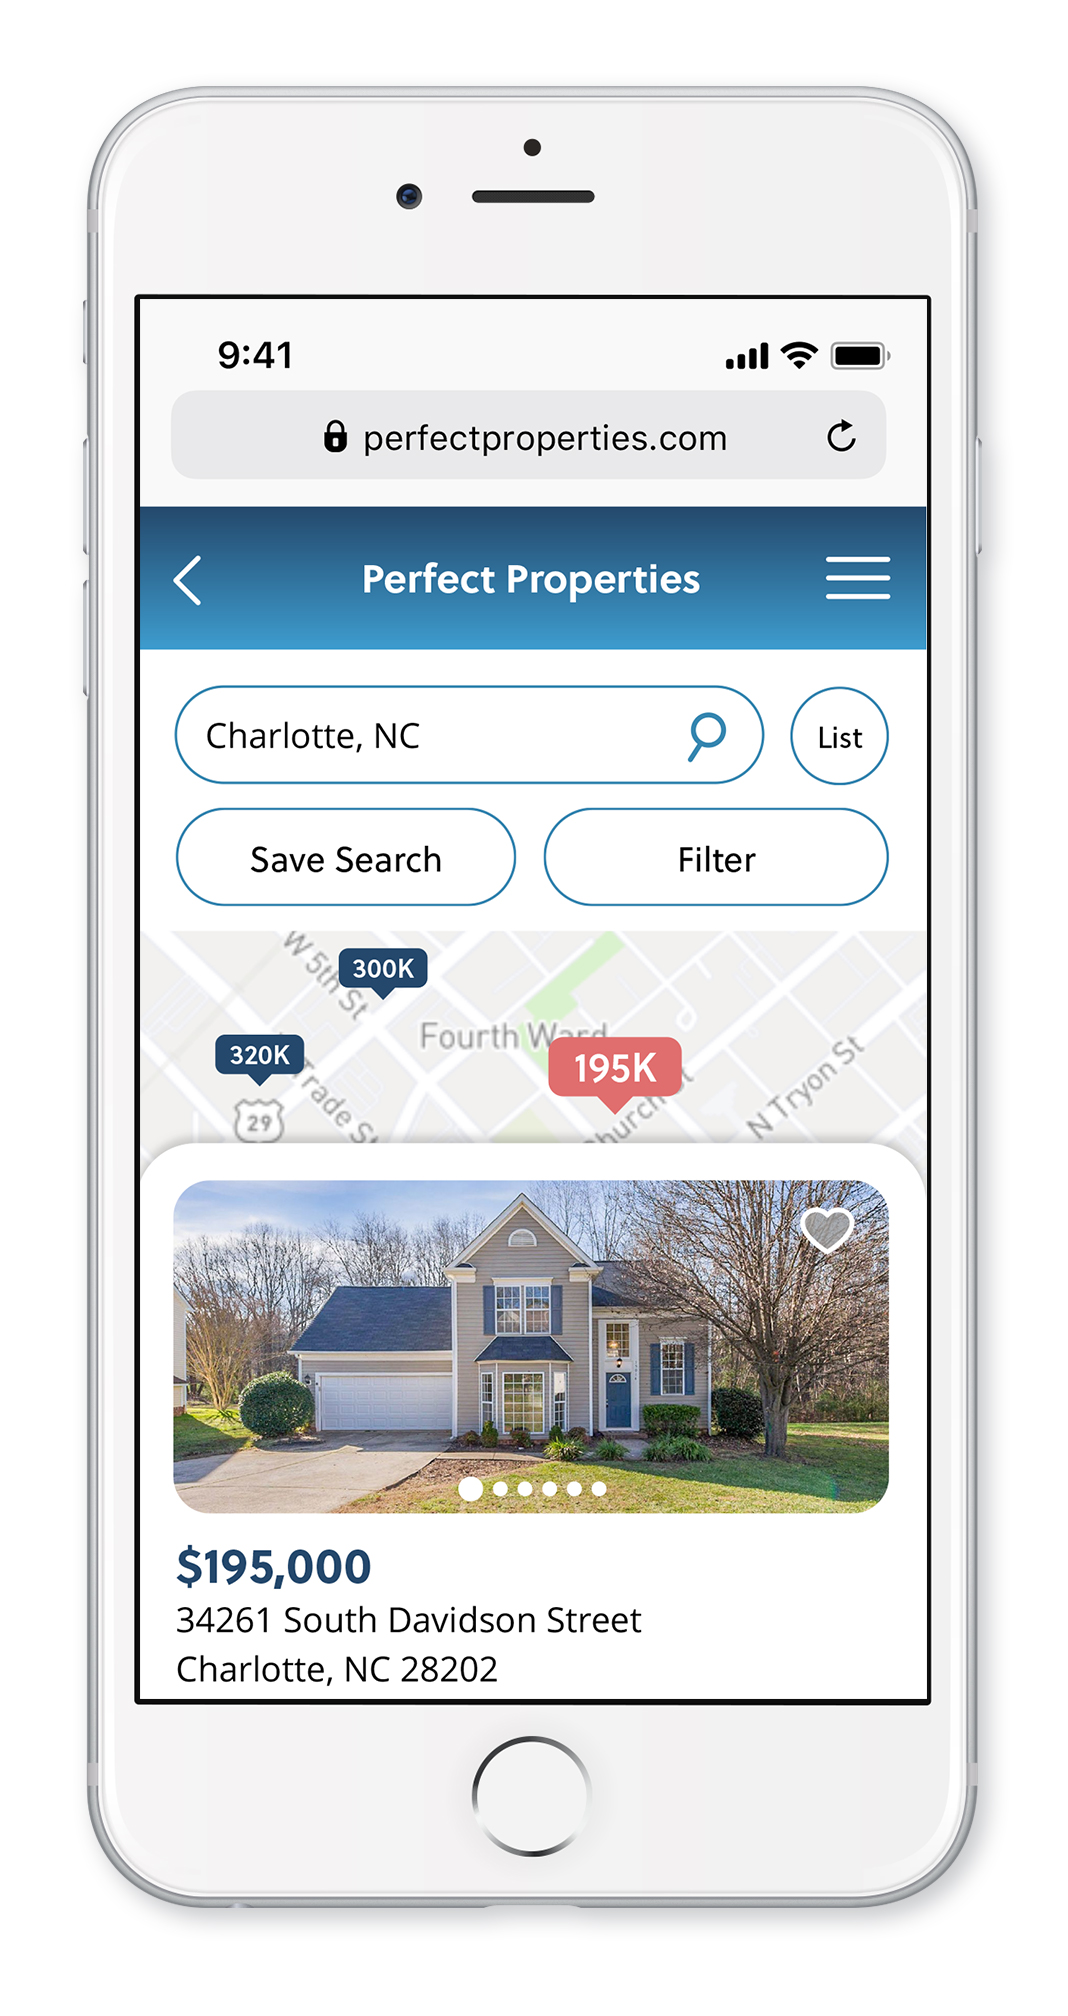 9:41
perfectproperties.com
Perfect Properties
Charlotte, NC
List
Save Search
Filter
W 5th St
300K
Fourth Ward
320K
195K
Trade St
29
Church St
N Tryon St
$195,000
34261 South Davidson Street
Charlotte, NC 28202